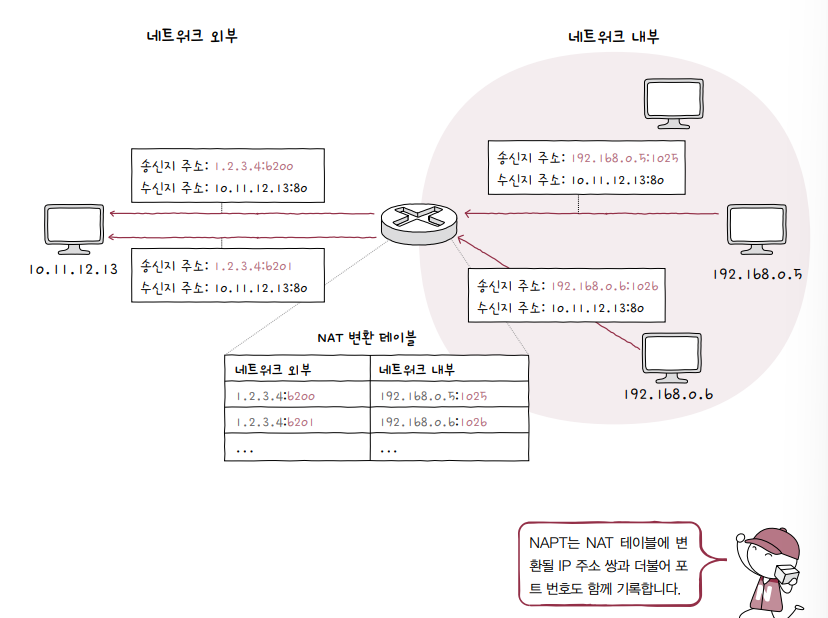 네트워크 외부
네트워크 내부
송신지 주소: 1.2.3.4:6200
수신지 주소: 10.11.12.13:80
송신지 주소: 192.168.0.5:1025
수신지 주소: 10.11.12.13:80
10.11.12.13
송신지 주소: 1.2.3.4:6201
수신지 주소: 10.11.12.13:80
192.168.0.5
송신지 주소: 192.168.0.6:1026
수신지 주소: 10.11.12.13:80
NAT 변환 테이블
네트워크 외부 네트워크 내부
1.2.3.4:6200 192.168.0.5:1025
1.2.3.4:6201 192.168.0.6:1026
... ...
192.168.0.6
NAPT는 NAT 테이블에 변
환될 IP 주소 쌍과 더불어 포
트 번호도 함께 기록합니다.
N